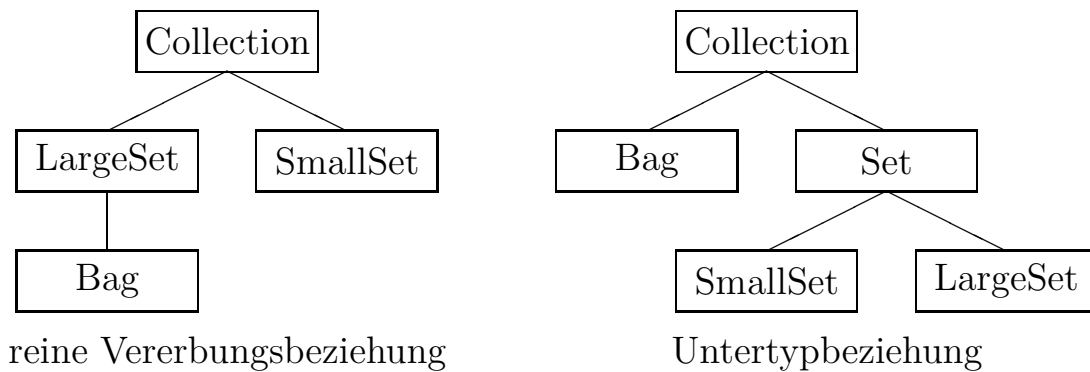 Collection Collection
LargeSet SmallSet Bag Set
Bag SmallSet LargeSet
reine Vererbungsbeziehung Untertypbeziehung